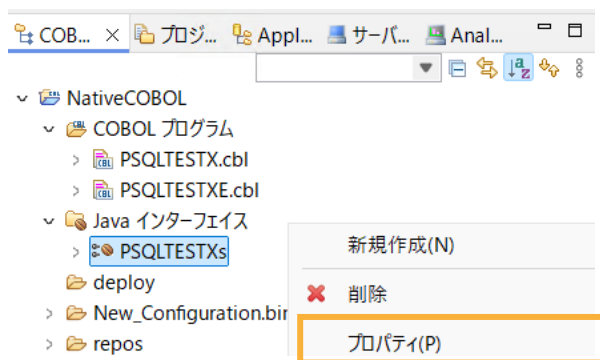 COB... プロジ... Appl... サーバ... Anal...
NativeCOBOL
COBOL プログラム
PSQLTESTX.cbl
PSQLTESTXE.cbl
Java インターフェイス
PSQLTESTXs
新規作成(N)
deploy
削除
New_Configuration.bin
プロパティ(P)
repos